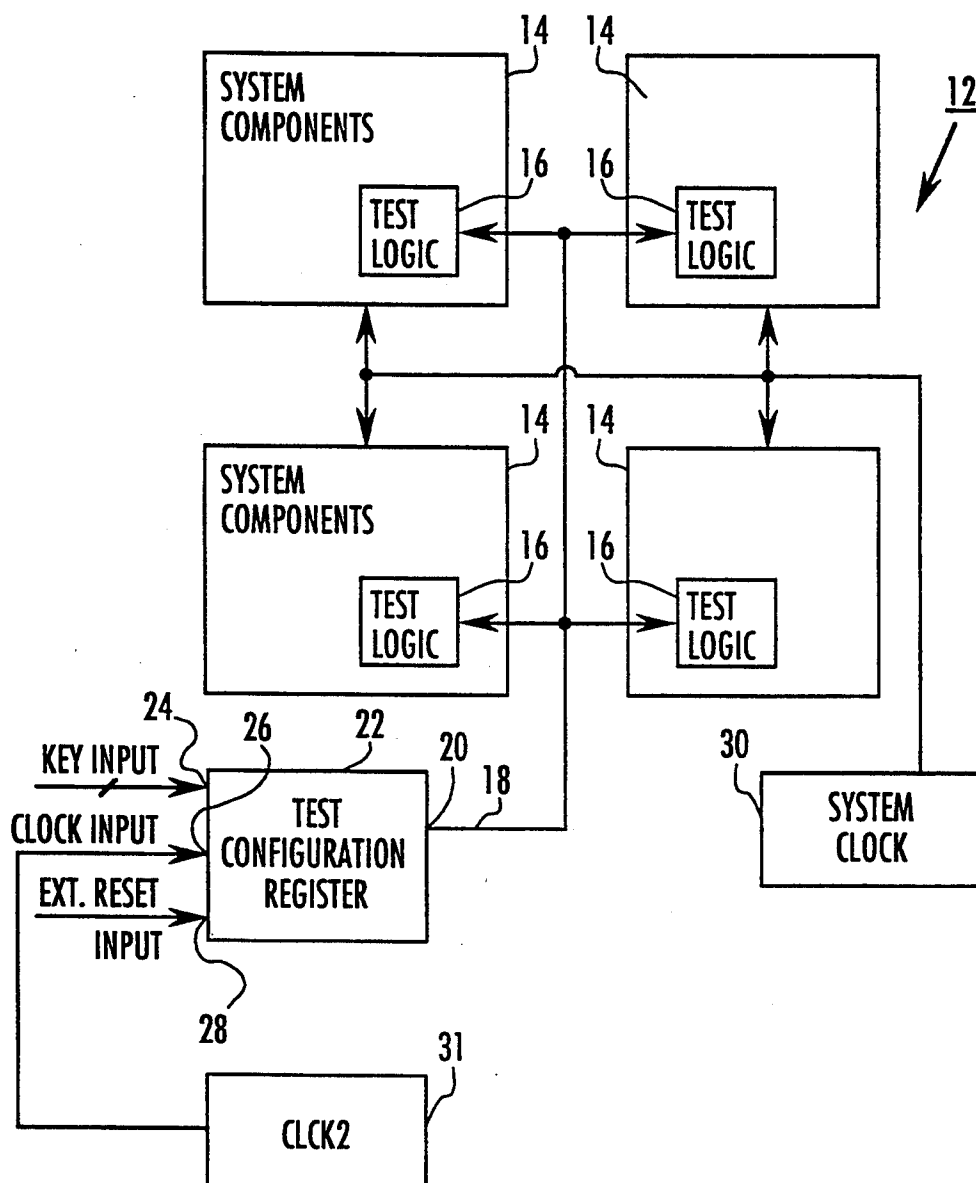 14
14
12
SYSTEM
COMPONENTS
16
16
TEST
LOGIC
TEST
LOGIC
14
14
SYSTEM
COMPONENTS
16
16
TEST
LOGIC
TEST
LOGIC
24
26
22
KEY INPUT
20
18
30
CLOCK INPUT
TEST
CONFIGURATION
REGISTER
SYSTEM
CLOCK
EXT. RESET
INPUT
28
31
CLCK2